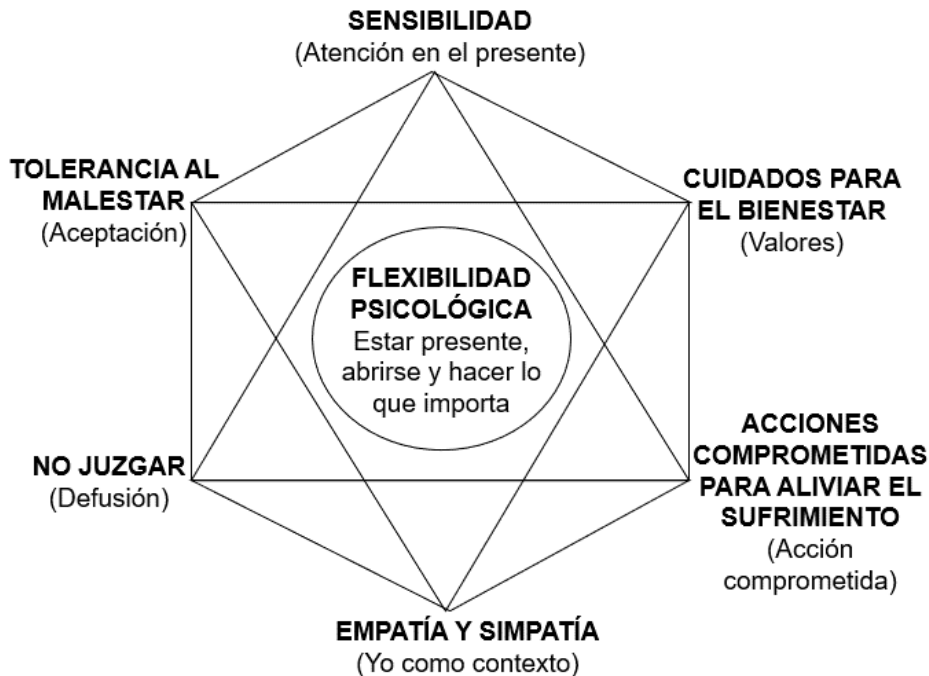 SENSIBILIDAD
(Atención en el presente)
TOLERANCIA AL
MALESTAR
(Aceptación)
CUIDADOS PARA
EL BIENESTAR
(Valores)
FLEXIBILIDAD
PSICOLÓGICA
Estar presente,
abrirse y hacer lo
que importa
NO JUZGAR
(Defusión)
ACCIONES
COMPROMETIDAS
PARA ALIVIAR EL
SUFRIMIENTO
(Acción
comprometida)
EMPATÍA Y SIMPATÍA
(Yo como contexto)